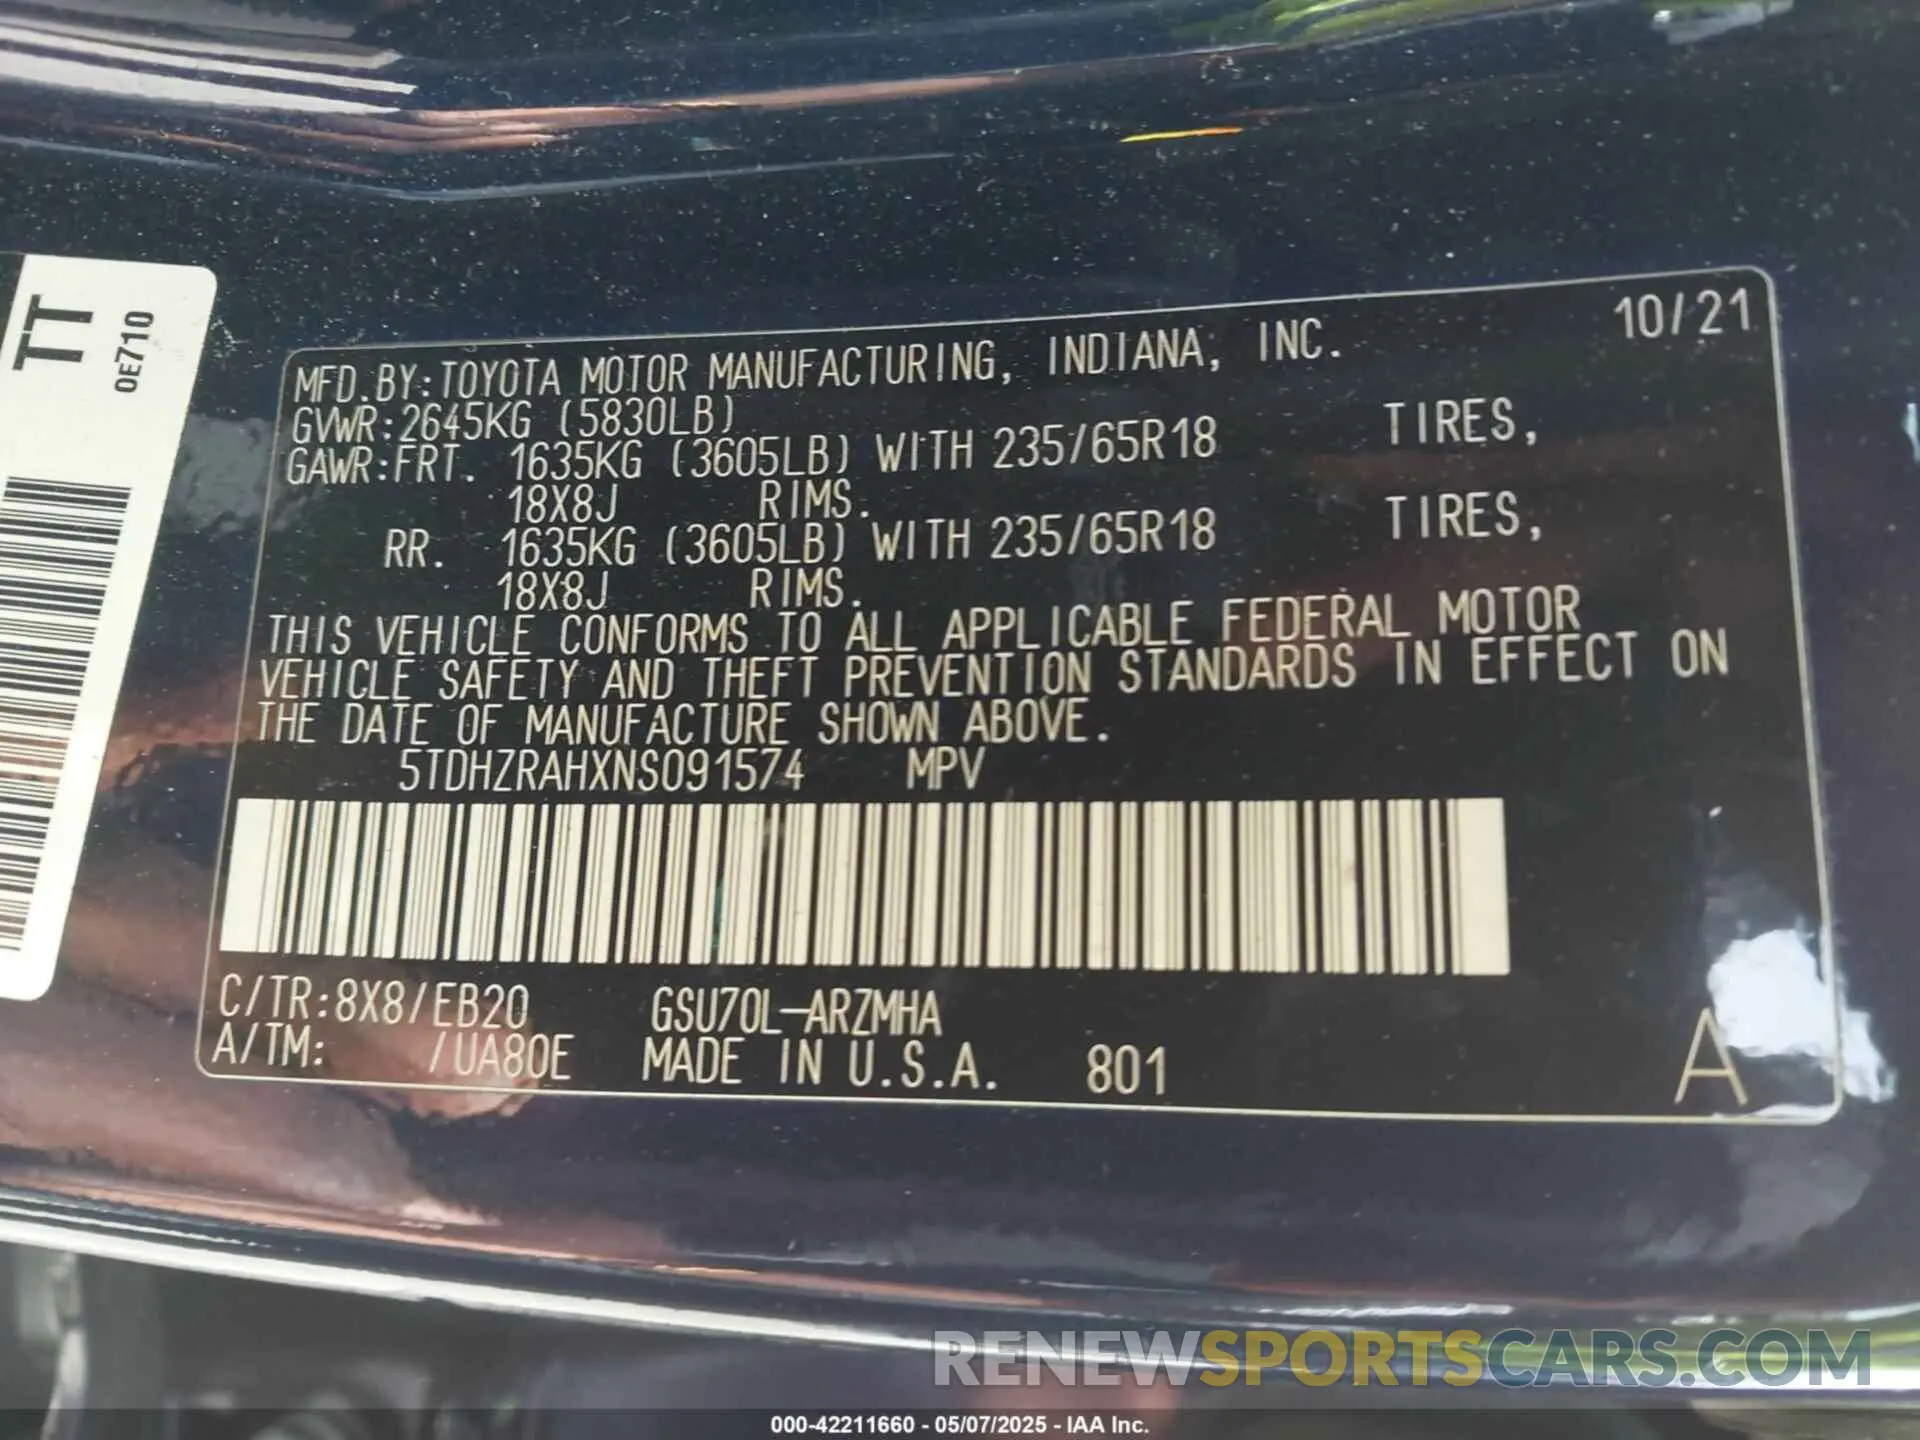 TT
0E710
10/21
MFD.BY:TOYOTA MOTOR MANUFACTURING, INDIANA, INC.
GVWR:2645KG (5830LB)
GAWR:FRT. 1635KG (3605LB) WITH 235/65R18 TIRES,
18X8J RIMS.
RR. 1635KG (3605LB) WITH 235/65R18 TIRES,
18X8J RIMS.
THIS VEHICLE CONFORMS TO ALL APPLICABLE FEDERAL MOTOR
VEHICLE SAFETY AND THEFT PREVENTION STANDARDS IN EFFECT ON
THE DATE OF MANUFACTURE SHOWN ABOVE.
5TDHZRAHXNS091574 MPV
C/TR:8X8/EB20 GSU70L-ARZMHA
A/TM: /UA80E MADE IN U.S.A. 801 A
RENEWSPORTSCARS.COM
000-42211660 - 05/07/2025 - IAA Inc.